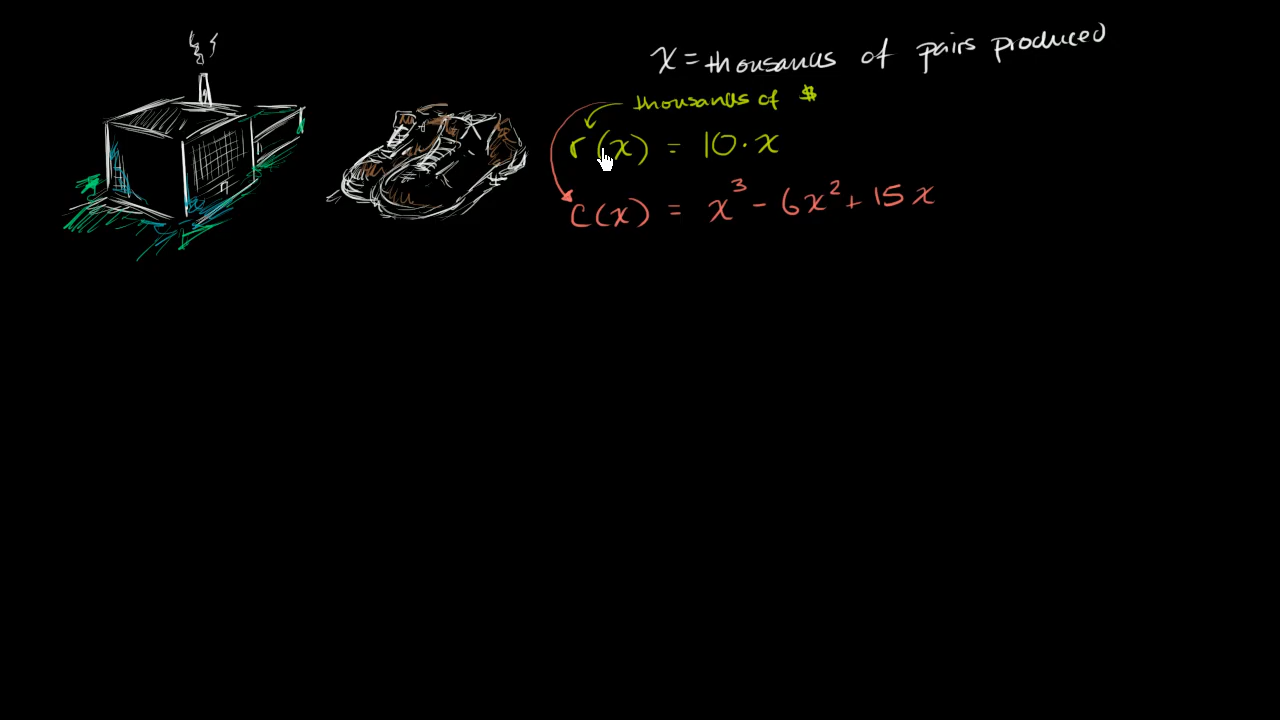 x = thousands of pairs produced
thousands of $
r(x) = 10·x
c(x) = x³ - 6x² + 15x